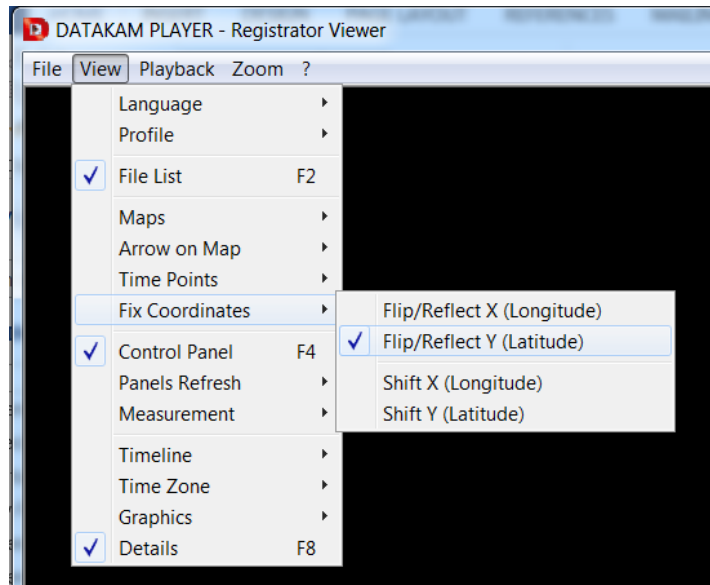 DATAKAM PLAYER - Registrator Viewer
File View Playback Zoom ?
Language
Profile
File List F2
Maps
Arrow on Map
Time Points
Fix Coordinates
Flip/Reflect X (Longitude)
Flip/Reflect Y (Latitude)
Shift X (Longitude)
Shift Y (Latitude)
Control Panel F4
Panels Refresh
Measurement
Timeline
Time Zone
Graphics
Details F8